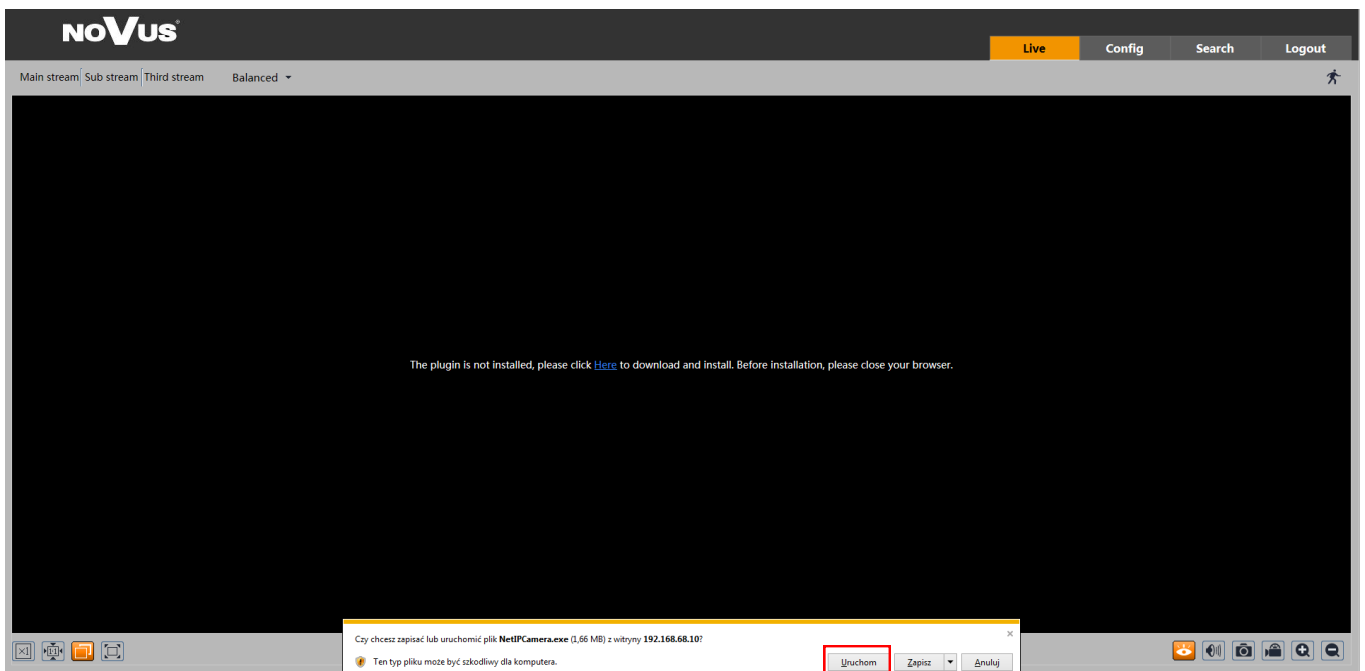 NOVUS
Live Config Search Logout
Main stream Sub stream Third stream Balanced
The plugin is not installed, please click Here to download and install. Before installation, please close your browser.
Czy chcesz zapisać lub uruchomić plik NetIPCamera.exe (1,66 MB) z witryny 192.168.68.10?
Ten typ pliku może być szkodliwy dla komputera.
Uruchom Zapisz Anuluj
1:1